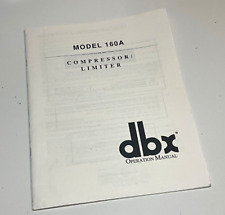 MODEL 160A
COMPRESSOR/
LIMITER
dbx®
OPERATION MANUAL